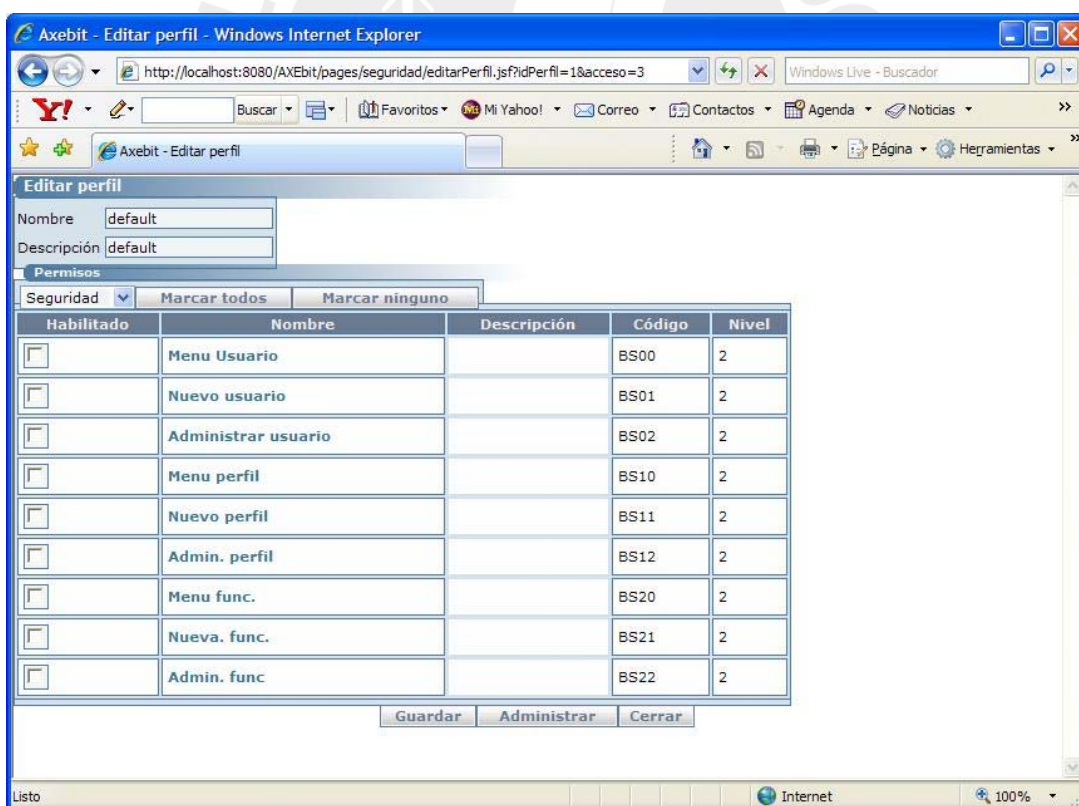 Axebit - Editar perfil - Windows Internet Explorer
http://localhost:8080/AXEbit/pages/seguridad/editarPerfil.jsf?idPerfil=1&acceso=3 Windows Live - Buscador
Y! Buscar Favoritos Mi Yahoo! Correo Contactos Agenda Noticias »
Axebit - Editar perfil Página Herramientas »
Editar perfil
Nombre default
Descripción default
Permisos
Seguridad Marcar todos Marcar ninguno
Habilitado Nombre Descripción Código Nivel
Menu Usuario BS00 2
Nuevo usuario BS01 2
Administrar usuario BS02 2
Menu perfil BS10 2
Nuevo perfil BS11 2
Admin. perfil BS12 2
Menu func. BS20 2
Nueva. func. BS21 2
Admin. func BS22 2
Guardar Administrar Cerrar
Listo Internet 100%